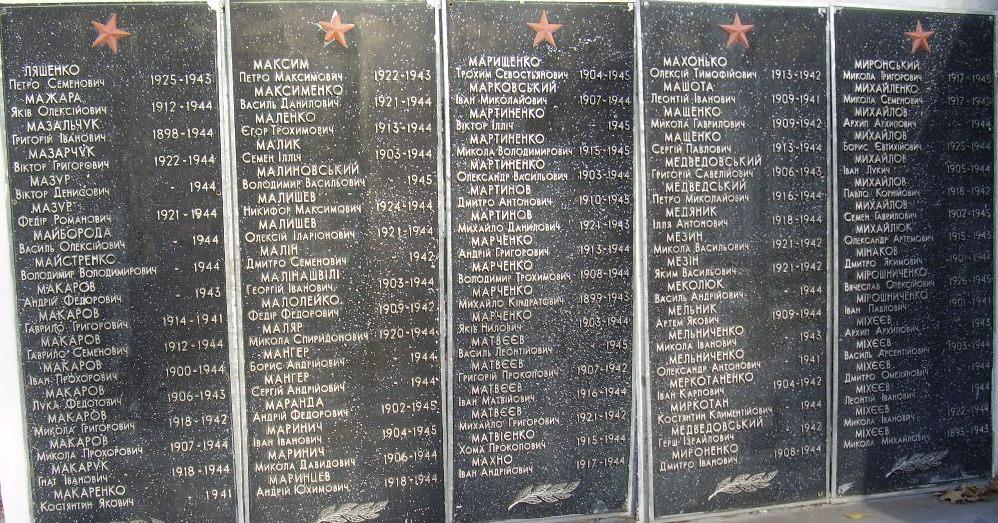 ЛЯШЕНКО
Петро Семенович 1925-1943
МАЖАРА
Яків Олексійович 1912-1944
МАЗАЛЬЧУК
Григорій Іванович 1898-1944
МАЗАРЧУК
Віктор Григорович 1922-1944
МАЗУР
Віктор Денисович - 1944
МАЗУР
Федір Романович 1921-1944
МАЙБОРОДА
Василь Олексійович - 1944
МАЙСТРЕНКО
Володимир Володимирович - 1944
МАКАРОВ
Андрій Федорович - 1943
МАКАРОВ
Гаврило Григорович 1914-1941
МАКАРОВ
Гаврило Семенович 1912-1944
МАКАРОВ
Іван Прохорович 1900-1944
МАКАРОВ
Лука Федотович 1906-1943
МАКАРОВ
Микола Григорович 1918-1942
МАКАРОВ
Микола Прохорович 1907-1944
МАКАРУК
Гнат Іванович 1918-1944
МАКАРЕНКО
Костянтин Якович 1941
МАКСИМ
Петро Максимович 1922-1943
МАКСИМЕНКО
Василь Данилович 1921-1944
МАЛЕНКО
Єгор Трохимович 1913-1944
МАЛИК
Семен Ілліч 1903-1944
МАЛИНОВСЬКИЙ
Володимир Васильович 1945
МАЛИШЕВ
Никифор Максимович 1924-1944
МАЛИШЕВ
Олексій Іларіонович 1921-1944
МАЛІН
Дмитро Семенович 1942
МАЛІНАШВІЛІ
Георгій Іванович 1903-1944
МАЛОЛЕЙКО
Федір Федорович 1909-1942
МАЛЯР
Микола Спиридонович 1920-1944
МАНГЕР
Борис Андрійович 1944
МАНГЕР
Сергій Андрійович 1944
МАРАНДА
Андрій Федорович 1902-1945
МАРИНИЧ
Іван Іванович 1904-1945
МАРИНИЧ
Микола Давидович 1906-1944
МАРИНЦЕВ
Андрій Юхимович 1918-1944
МАРИЩЕНКО
Трохим Севостьянович 1904-1945
МАРКОВСЬКИЙ
Іван Миколайович 1907-1944
МАРТИНЕНКО
Віктор Ілліч 1945
МАРТИНЕНКО
Микола Володимирович 1915-1945
МАРТИНЕНКО
Олександр Васильович 1903-1944
МАРТИНОВ
Дмитро Антонович 1910-1945
МАРТИНОВ
Михайло Данилович 1921-1943
МАРЧЕНКО
Андрій Григорович 1913-1944
МАРЧЕНКО
Володимир Трохимович 1908-1944
МАРЧЕНКО
Михайло Кіндратович 1899-1943
МАРЧЕНКО
Яків Нилович 1903-1944
МАТВЄЄВ
Василь Леонтійович 1945
МАТВЄЄВ
Григорій Прокопович 1907-1942
МАТВЄЄВ
Іван Матвійович 1916-1944
МАТВЄЄВ
Михайло Григорович 1921-1942
МАТВІЄНКО
Хома Прокопович 1915-1944
МАХНО
Іван Андрійович 1917-1944
МАХОНЬКО
Олексій Тимофійович 1913-1942
МАШОТА
Леонтій Іванович 1909-1941
МАЩЕНКО
Микола Гаврилович 1909-1942
МАЩЕНКО
Сергій Павлович 1913-1944
МЕДВЕДОВСЬКИЙ
Григорій Савелійович 1906-1943
МЕДВЕДСЬКИЙ
Петро Миколайович 1916-1944
МЕДЯНИК
Ілля Антонович 1918-1944
МЕЗИН
Микола Васильович 1921-1942
МЕЗІН
Яким Васильович 1921-1942
МЕКОЛЮК
Василь Андрійович - 1944
МЕЛЬНИК
Артем Якович 1909-1944
МЕЛЬНИЧЕНКО
Микола Іванович 1943
МЕЛЬНИЧЕНКО
Олександр Антонович 1941
МЕРКОТАНЕНКО
Іван Карпович 1904-1942
МИРКОТАН
Костянтин Климентійович 1944
МЕДВЕДОВСЬКИЙ
Герш Ізраїлович 1944
МИРОНЕНКО
Дмитро Іванович 1908-1944
МИРОНСЬКИЙ
Микола Григорович 1917-1945
МИХАЙЛЕНКО
Микола Семенович 1917-1942
МИХАЙЛОВ
Архип Архипович 1944
МИХАЙЛОВ
Борис Євтихійович 1925-1944
МИХАЙЛОВ
Іван Лукич 1905-1944
МИХАЙЛОВ
Павло Корнійович 1918-1942
МИХАЙЛОВ
Семен Гаврилович 1902-1945
МИХАЙЛЮК
Олександр Артемович 1915-1943
МІНАКОВ
Дмитро Якимович 1901-1944
МІРОШНИЧЕНКО
Вячеслав Олексійович 1926-1945
МІРОШНИЧЕНКО
Іван Павлович 1901-1941
МІХЄЄВ
Архип Архипович 1943
МІХЄЄВ
Василь Арсентійович 1903-1944
МІХЄЄВ
Дмитро Омелянович 1944
МІХЄЄВ
Леонтій Іванович 1944
МІХЄЄВ
Микола Іванович 1922-1944
МІХЄЄВ
Микола Михайлович 1895-1943